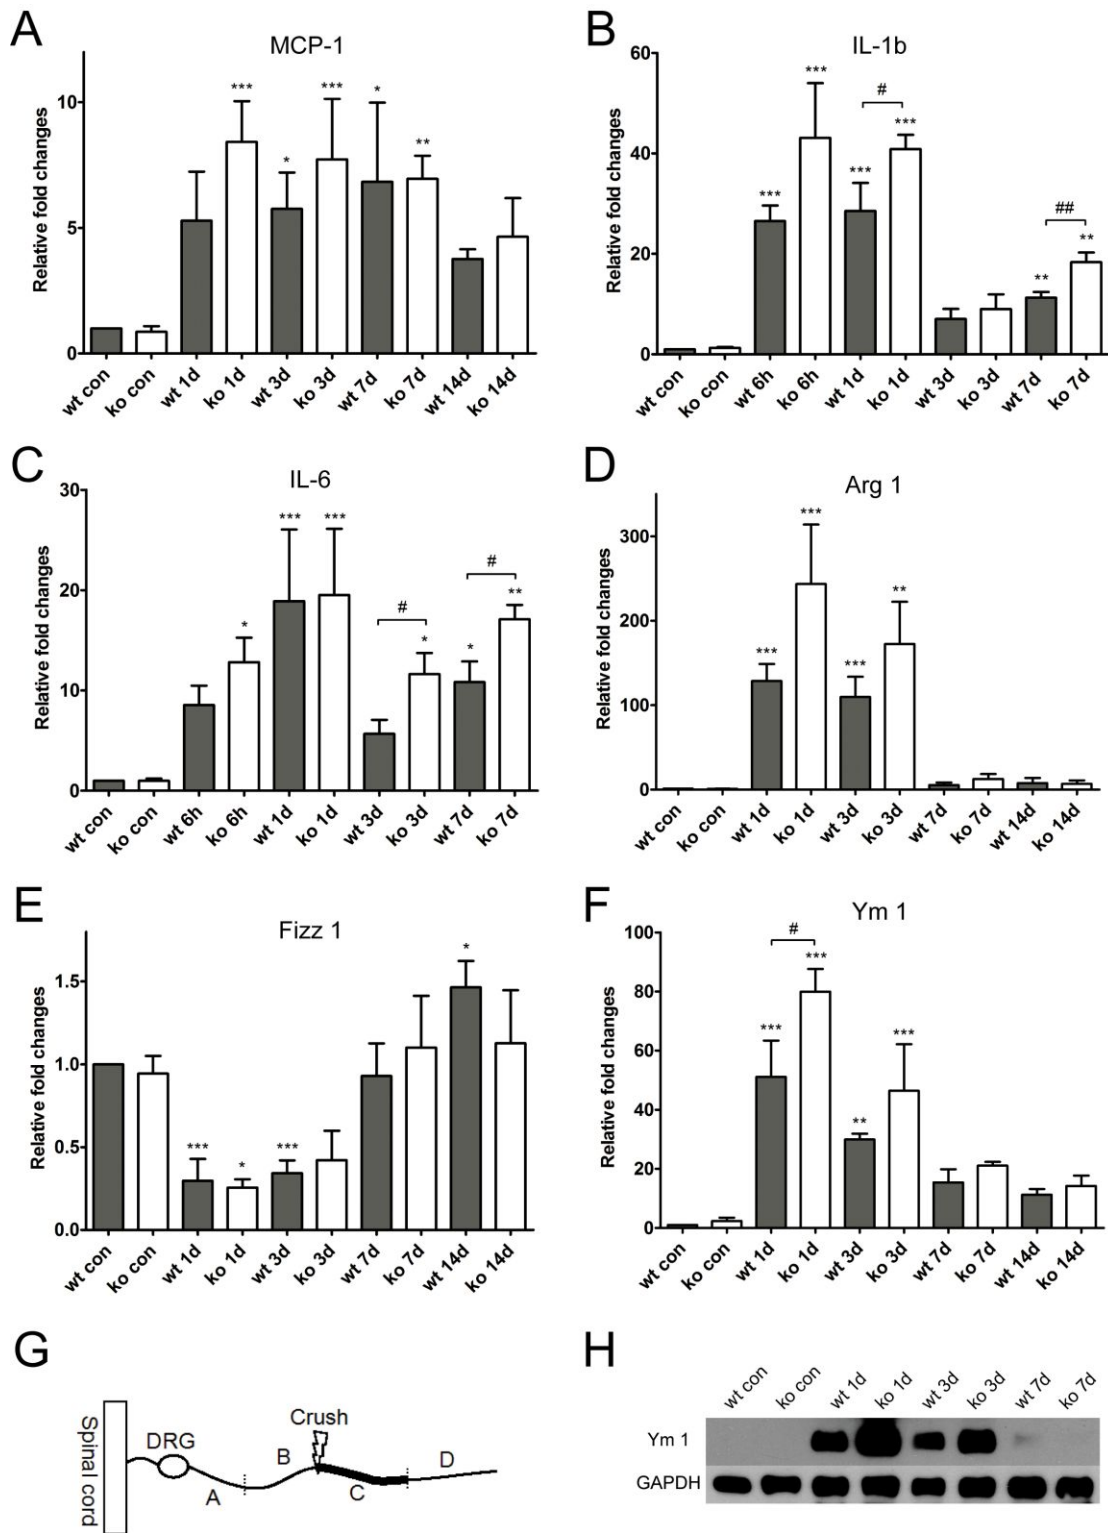 A
MCP-1
Relative fold changes
10
5
0
***
***
*
*
**
wt con
ko con
wt 1d
ko 1d
wt 3d
ko 3d
wt 7d
ko 7d
wt 14d
ko 14d
B
IL-1b
Relative fold changes
60
40
20
0
***
***
***
#
***
##
**
**
wt con
ko con
wt 6h
ko 6h
wt 1d
ko 1d
wt 3d
ko 3d
wt 7d
ko 7d
C
IL-6
Relative fold changes
30
20
10
0
*
***
***
#
*
#
*
**
wt con
ko con
wt 6h
ko 6h
wt 1d
ko 1d
wt 3d
ko 3d
wt 7d
ko 7d
D
Arg 1
Relative fold changes
300
200
100
0
***
***
***
**
wt con
ko con
wt 1d
ko 1d
wt 3d
ko 3d
wt 7d
ko 7d
wt 14d
ko 14d
E
Fizz 1
Relative fold changes
1.5
1.0
0.5
0.0
***
*
***
*
wt con
ko con
wt 1d
ko 1d
wt 3d
ko 3d
wt 7d
ko 7d
wt 14d
ko 14d
F
Ym 1
Relative fold changes
100
80
60
40
20
0
#
***
***
**
***
wt con
ko con
wt 1d
ko 1d
wt 3d
ko 3d
wt 7d
ko 7d
wt 14d
ko 14d
G
Spinal cord
DRG
A
B
Crush
C
D
H
wt con
ko con
wt 1d
ko 1d
wt 3d
ko 3d
wt 7d
ko 7d
Ym 1
GAPDH